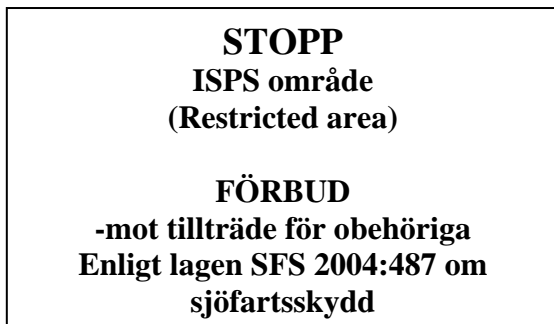 STOPP
ISPS område
(Restricted area)
FÖRBUD
-mot tillträde för obehöriga
Enligt lagen SFS 2004:487 om
sjöfartsskydd